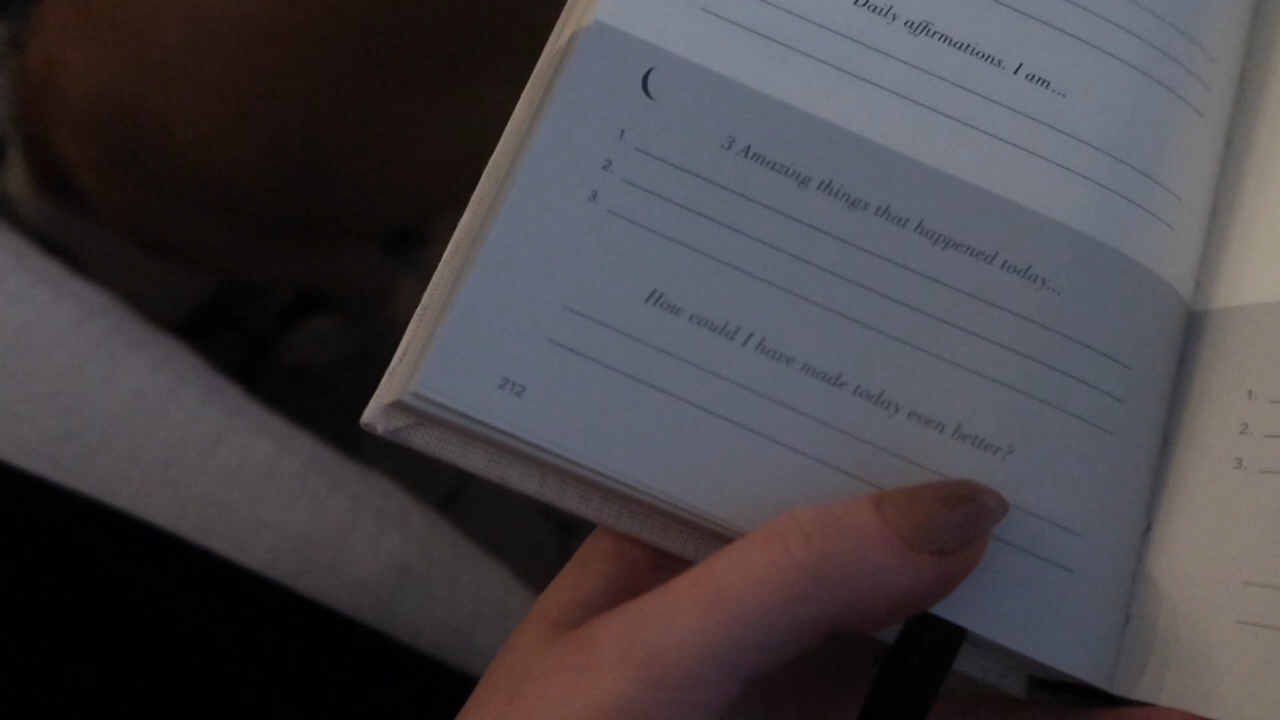 Daily affirmations. I am...
3 Amazing things that happened today...
1.
2.
3.
How could I have made today even better?
212
1.
2.
3.